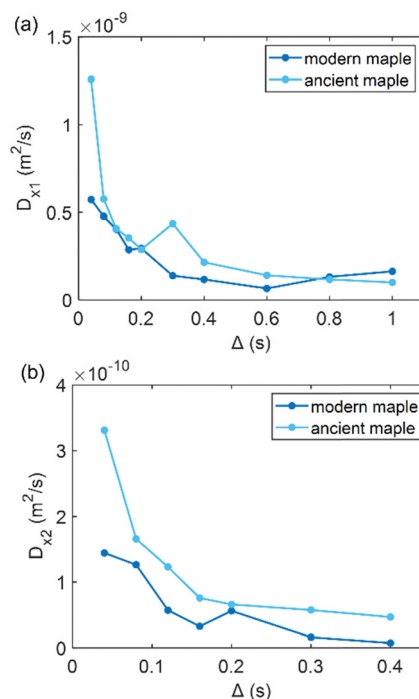 (a)
×10⁻⁹
1.5
1
0.5
0
modern maple
ancient maple
Dₓ₁ (m²/s)
0 0.2 0.4 0.6 0.8 1
Δ (s)
(b)
×10⁻¹⁰
4
3
2
1
0
modern maple
ancient maple
Dₓ₂ (m²/s)
0 0.1 0.2 0.3 0.4
Δ (s)